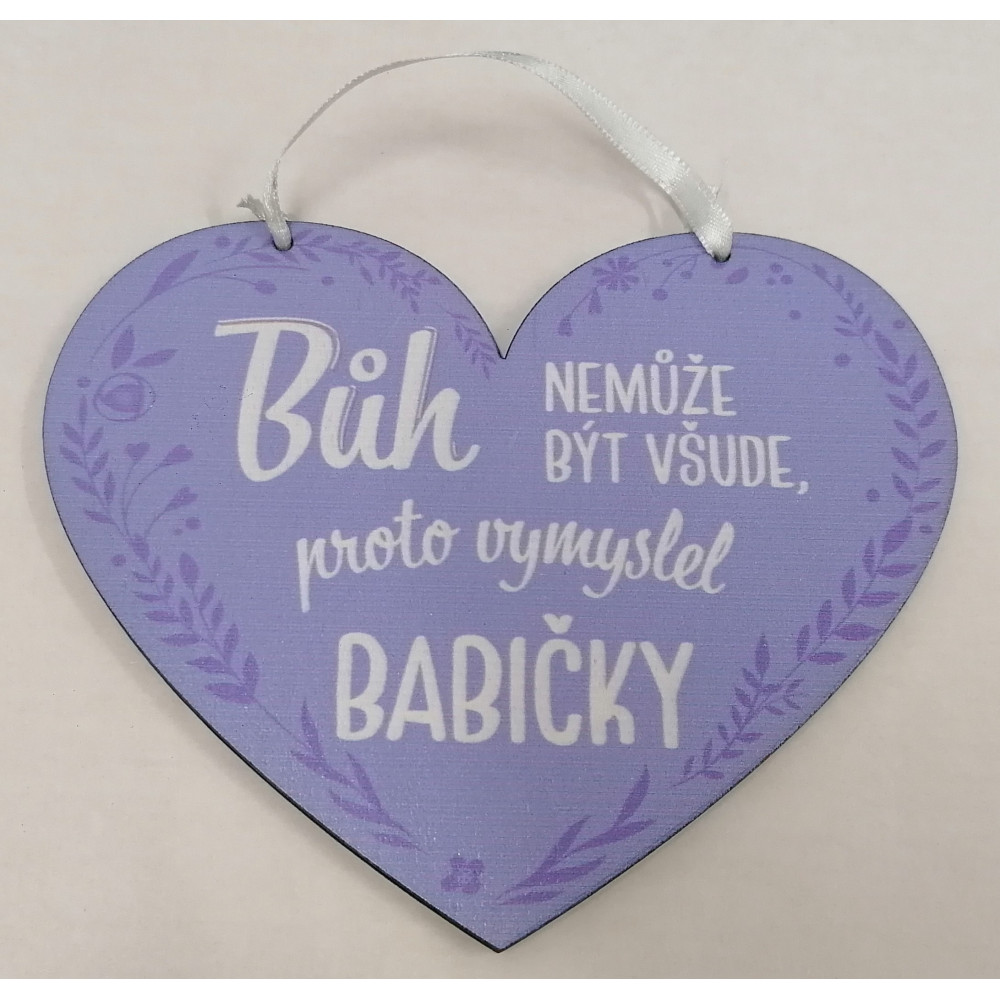 Bůh NEMŮŽE
BÝT VŠUDE,
proto vymyslel
BABIČKY